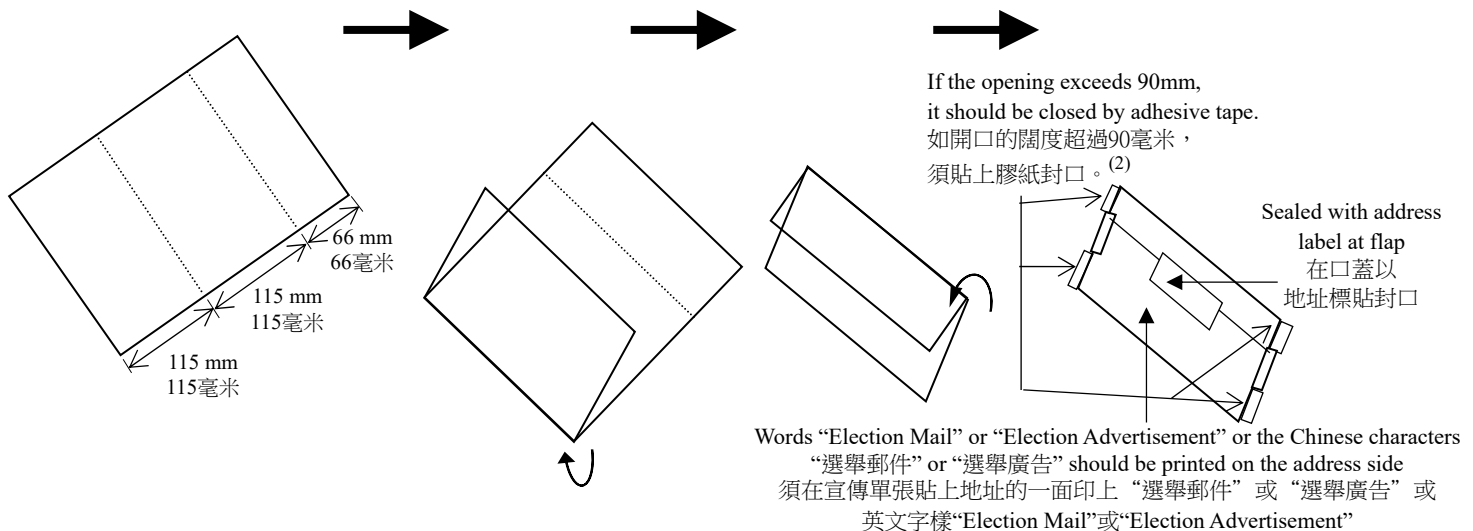 If the opening exceeds 90mm,
it should be closed by adhesive tape.
如開口的闊度超過90毫米，
須貼上膠紙封口。(2)
66 mm
66毫米
115 mm
115毫米
115 mm
115毫米
Sealed with address
label at flap
在口蓋以
地址標貼封口
Words “Election Mail” or “Election Advertisement” or the Chinese characters
“選舉郵件” or “選舉廣告” should be printed on the address side
須在宣傳單張貼上地址的一面印上“選舉郵件”或“選舉廣告”或
英文字樣“Election Mail”或“Election Advertisement”